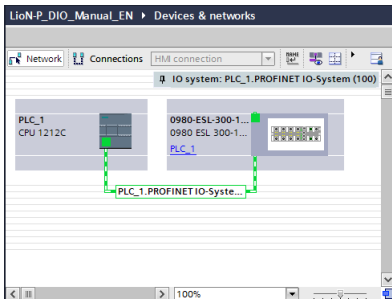 LioN-P_DIO_Manual_EN ▸ Devices & networks
Network Connections HMI connection
IO system: PLC_1.PROFINET IO-System (100)
PLC_1
CPU 1212C
0980-ESL-300-1...
0980 ESL 300-1...
PLC_1
PLC_1.PROFINET IO-Syste...
100%